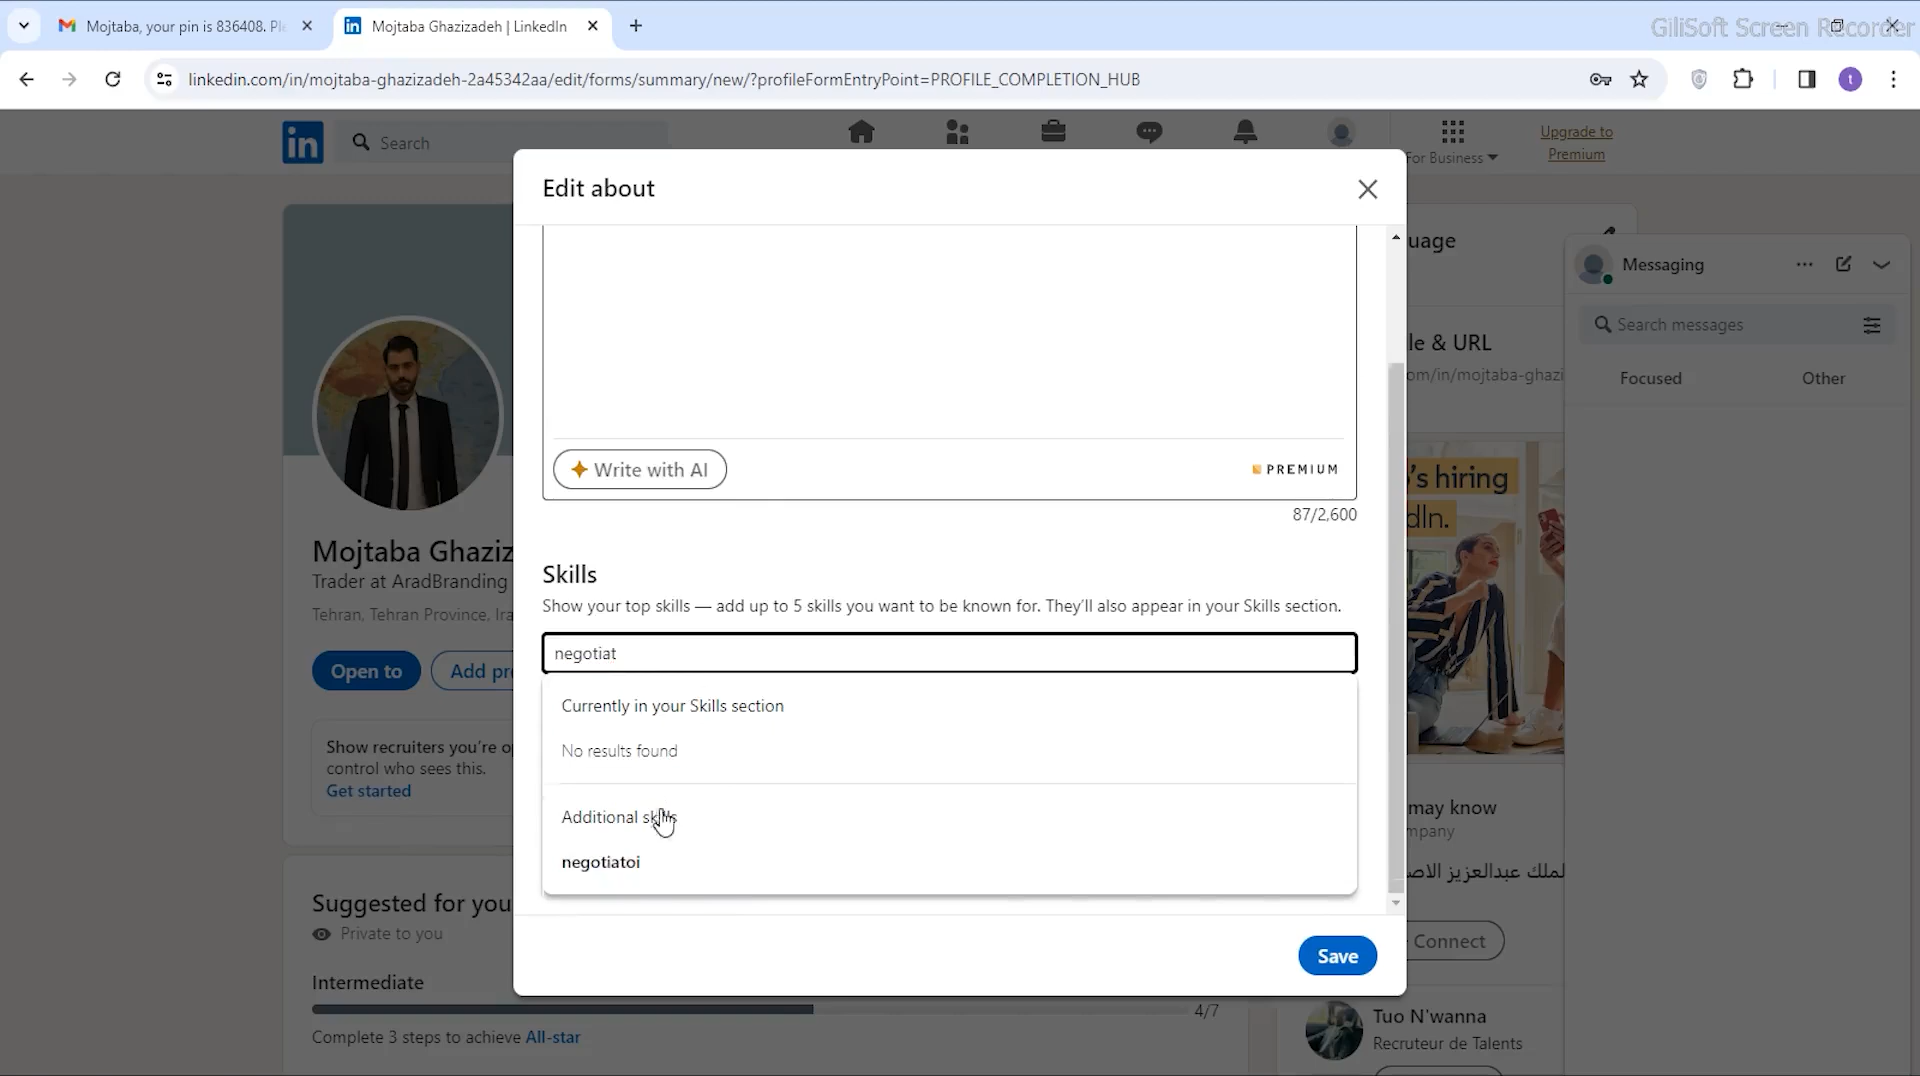 Mojtaba, your pin is 836408. Ple
Mojtaba Ghazizadeh | LinkedIn
GiliSoft Screen Recorder
linkedin.com/in/mojtaba-ghazizadeh-2a45342aa/edit/forms/summary/new/?profileFormEntryPoint=PROFILE_COMPLETION_HUB
t
in
Search
For Business
Upgrade to
Premium
Edit about
Write with AI
PREMIUM
87/2,600
Skills
Show your top skills — add up to 5 skills you want to be known for. They'll also appear in your Skills section.
negotiat
Currently in your Skills section
No results found
Additional skills
negotiatoi
Save
Mojtaba Ghaziz
Trader at AradBranding
Tehran, Tehran Province, Ira
Open to
Add pr
Show recruiters you're o
control who sees this.
Get started
Suggested for you
Private to you
Intermediate
4/7
Complete 3 steps to achieve All-star
uage
le & URL
om/in/mojtaba-ghazi
's hiring
dIn.
may know
mpany
الملك عبدالعزيز الاص
Connect
Tuo N'wanna
Recruteur de Talents
Messaging
Search messages
Focused
Other